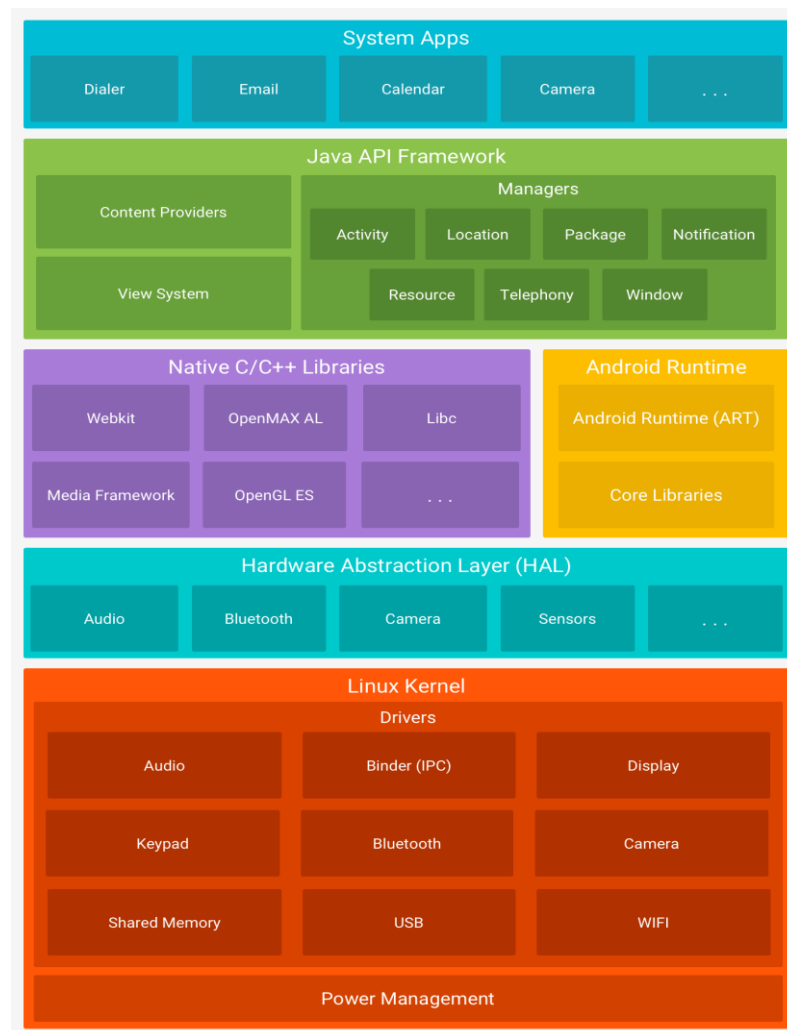 System Apps
Dialer Email Calendar Camera . . .
Java API Framework
Content Providers
View System
Managers
Activity Location Package Notification
Resource Telephony Window
Native C/C++ Libraries
Webkit OpenMAX AL Libc
Media Framework OpenGL ES . . .
Android Runtime
Android Runtime (ART)
Core Libraries
Hardware Abstraction Layer (HAL)
Audio Bluetooth Camera Sensors . . .
Linux Kernel
Drivers
Audio Binder (IPC) Display
Keypad Bluetooth Camera
Shared Memory USB WIFI
Power Management